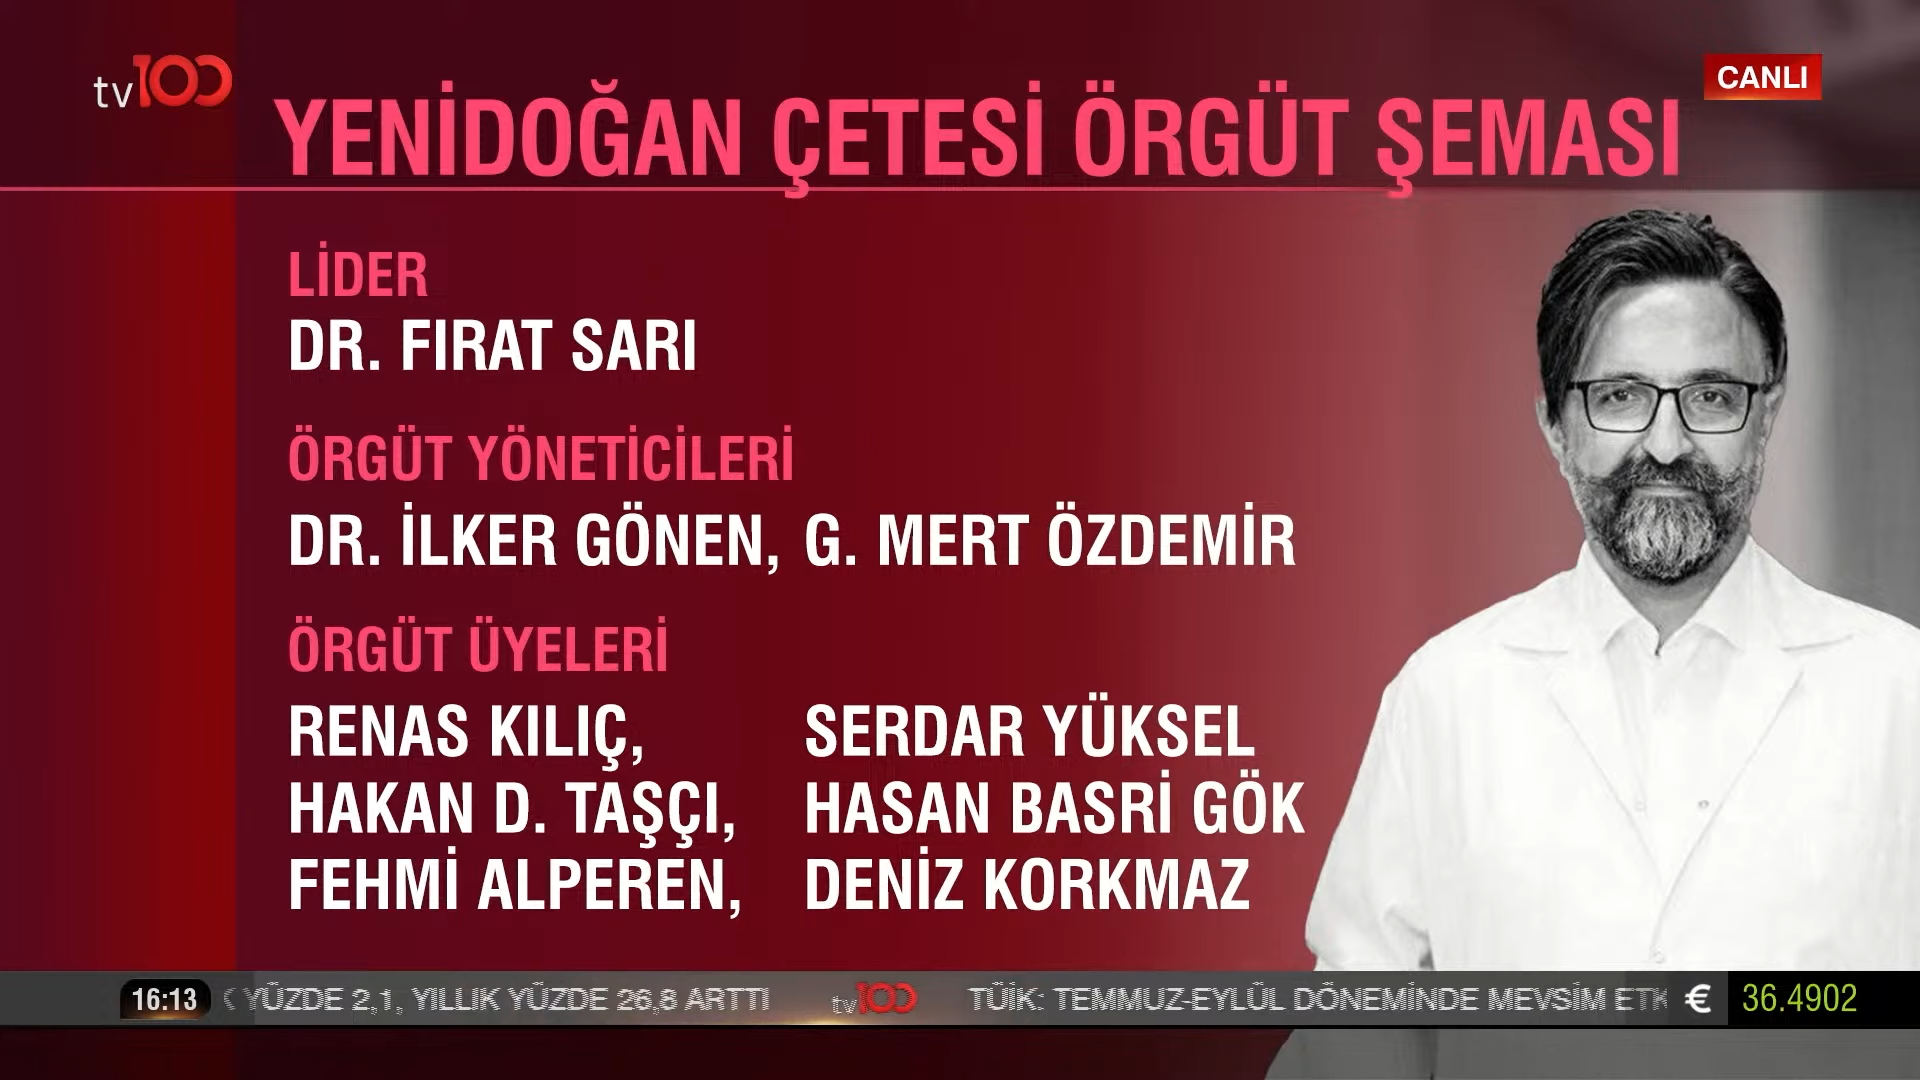 tv100
CANLI
YENİDOĞAN ÇETESİ ÖRGÜT ŞEMASI
LİDER
DR. FIRAT SARI
ÖRGÜT YÖNETİCİLERİ
DR. İLKER GÖNEN, G. MERT ÖZDEMİR
ÖRGÜT ÜYELERİ
RENAS KILIÇ, SERDAR YÜKSEL
HAKAN D. TAŞÇI, HASAN BASRİ GÖK
FEHMİ ALPEREN, DENİZ KORKMAZ
16:13 YÜZDE 2,1, YILLIK YÜZDE 26,8 ARTTI tv100 TÜİK: TEMMUZ-EYLÜL DÖNEMİNDE MEVSİM ETK € 36.4902